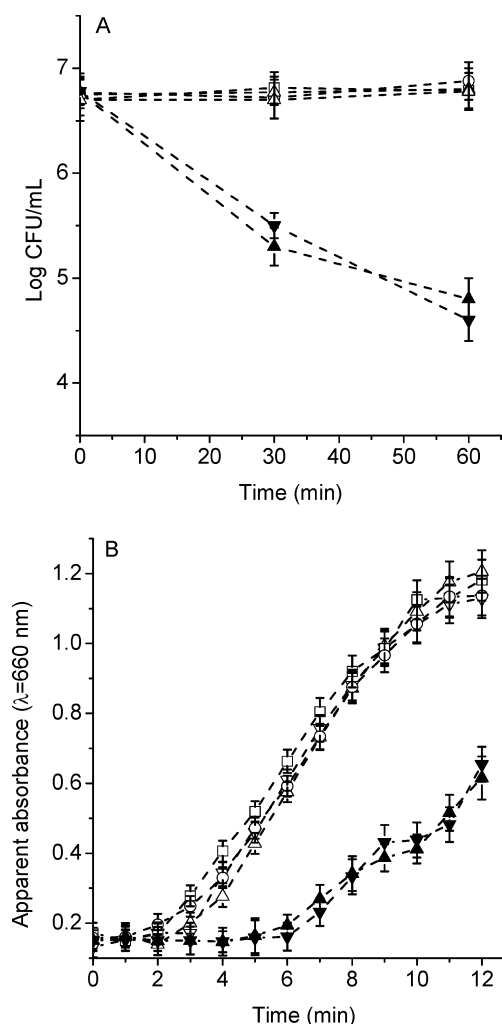 A
7
6
5
4
Log CFU/mL
0 10 20 30 40 50 60
Time (min)
B
1.2
1.0
0.8
0.6
0.4
0.2
Apparent absorbance (λ=660 nm)
0 2 4 6 8 10 12
Time (min)